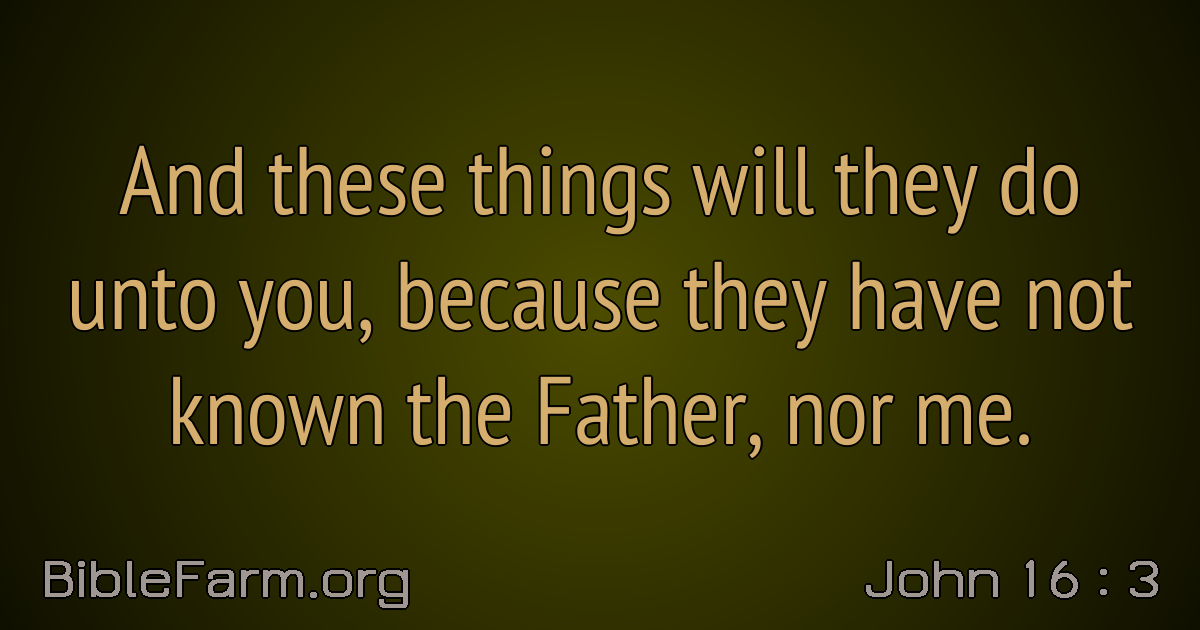 And these things will they do
unto you, because they have not
known the Father, nor me.
BibleFarm.org
John 16 : 3